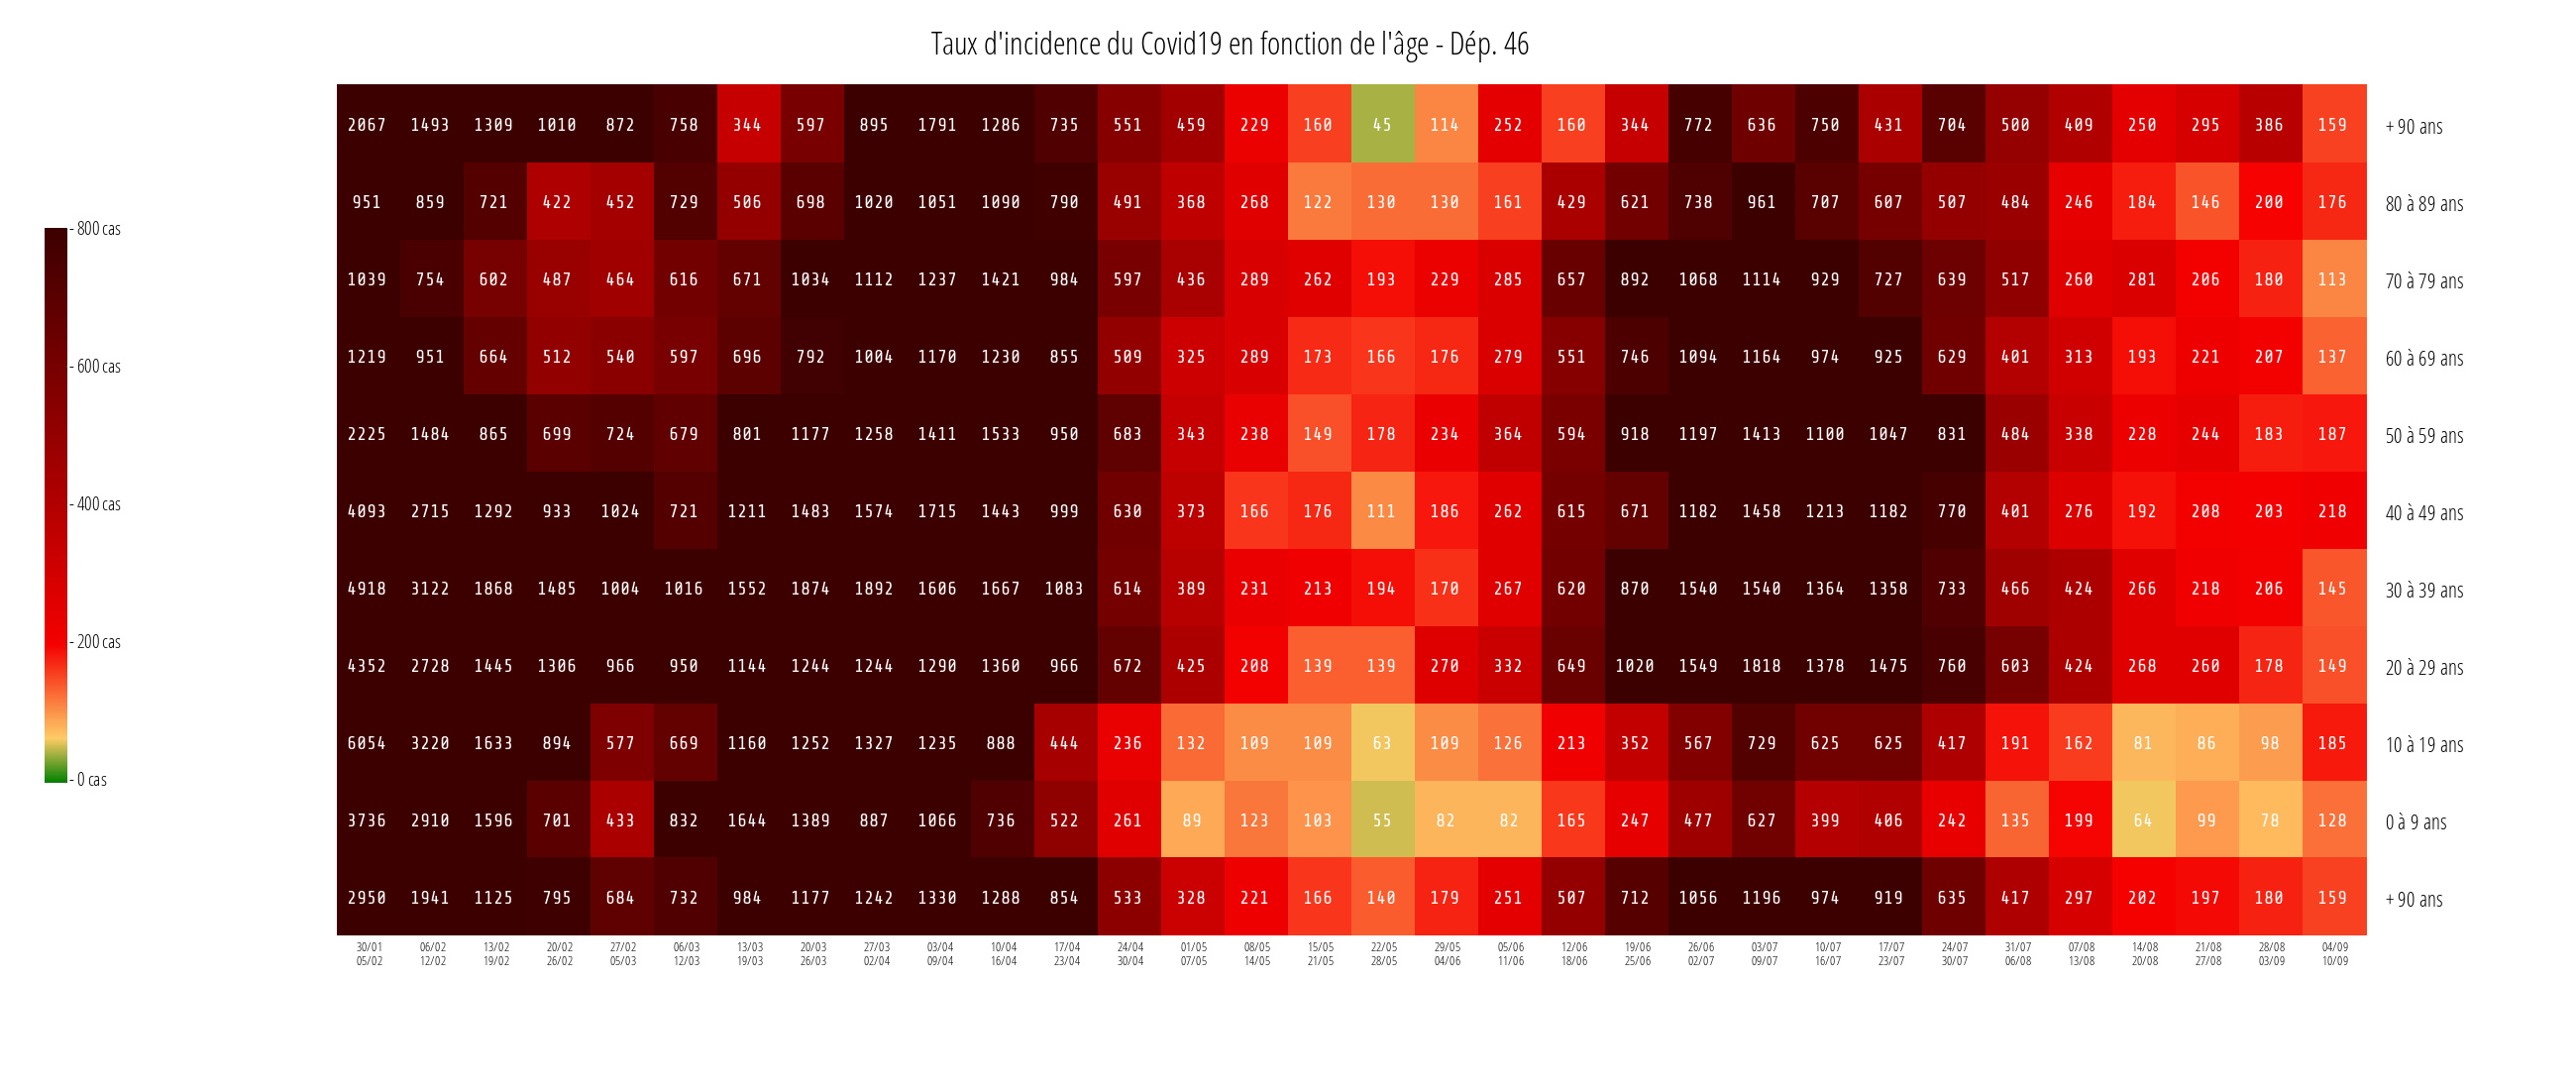 Taux d'incidence du Covid19 en fonction de l'âge - Dép. 46
- 800 cas
- 600 cas
- 400 cas
- 200 cas
- 0 cas
2067 1493 1309 1010 872 758 344 597 895 1791 1286 735 551 459 229 160 45 114 252 160 344 772 636 750 431 704 500 409 250 295 386 159 + 90 ans
951 859 721 422 452 729 506 698 1020 1051 1090 790 491 368 268 122 130 130 161 429 621 738 961 707 607 507 484 246 184 146 200 176 80 à 89 ans
1039 754 602 487 464 616 671 1034 1112 1237 1421 984 597 436 289 262 193 229 285 657 892 1068 1114 929 727 639 517 260 281 206 180 113 70 à 79 ans
1219 951 664 512 540 597 696 792 1004 1170 1230 855 509 325 289 173 166 176 279 551 746 1094 1164 974 925 629 401 313 193 221 207 137 60 à 69 ans
2225 1484 865 699 724 679 801 1177 1258 1411 1533 950 683 343 238 149 178 234 364 594 918 1197 1413 1100 1047 831 484 338 228 244 183 187 50 à 59 ans
4093 2715 1292 933 1024 721 1211 1483 1574 1715 1443 999 630 373 166 176 111 186 262 615 671 1182 1458 1213 1182 770 401 276 192 208 203 218 40 à 49 ans
4918 3122 1868 1485 1004 1016 1552 1874 1892 1606 1667 1083 614 389 231 213 194 170 267 620 870 1540 1540 1364 1358 733 466 424 266 218 206 145 30 à 39 ans
4352 2728 1445 1306 966 950 1144 1244 1244 1290 1360 966 672 425 208 139 139 270 332 649 1020 1549 1818 1378 1475 760 603 424 268 260 178 149 20 à 29 ans
6054 3220 1633 894 577 669 1160 1252 1327 1235 888 444 236 132 109 109 63 109 126 213 352 567 729 625 625 417 191 162 81 86 98 185 10 à 19 ans
3736 2910 1596 701 433 832 1644 1389 887 1066 736 522 261 89 123 103 55 82 82 165 247 477 627 399 406 242 135 199 64 99 78 128 0 à 9 ans
2950 1941 1125 795 684 732 984 1177 1242 1330 1288 854 533 328 221 166 140 179 251 507 712 1056 1196 974 919 635 417 297 202 197 180 159 + 90 ans
30/01 06/02 13/02 20/02 27/02 06/03 13/03 20/03 27/03 03/04 10/04 17/04 24/04 01/05 08/05 15/05 22/05 29/05 05/06 12/06 19/06 26/06 03/07 10/07 17/07 24/07 31/07 07/08 14/08 21/08 28/08 04/09
05/02 12/02 19/02 26/02 05/03 12/03 19/03 26/03 02/04 09/04 16/04 23/04 30/04 07/05 14/05 21/05 28/05 04/06 11/06 18/06 25/06 02/07 09/07 16/07 23/07 30/07 06/08 13/08 20/08 27/08 03/09 10/09